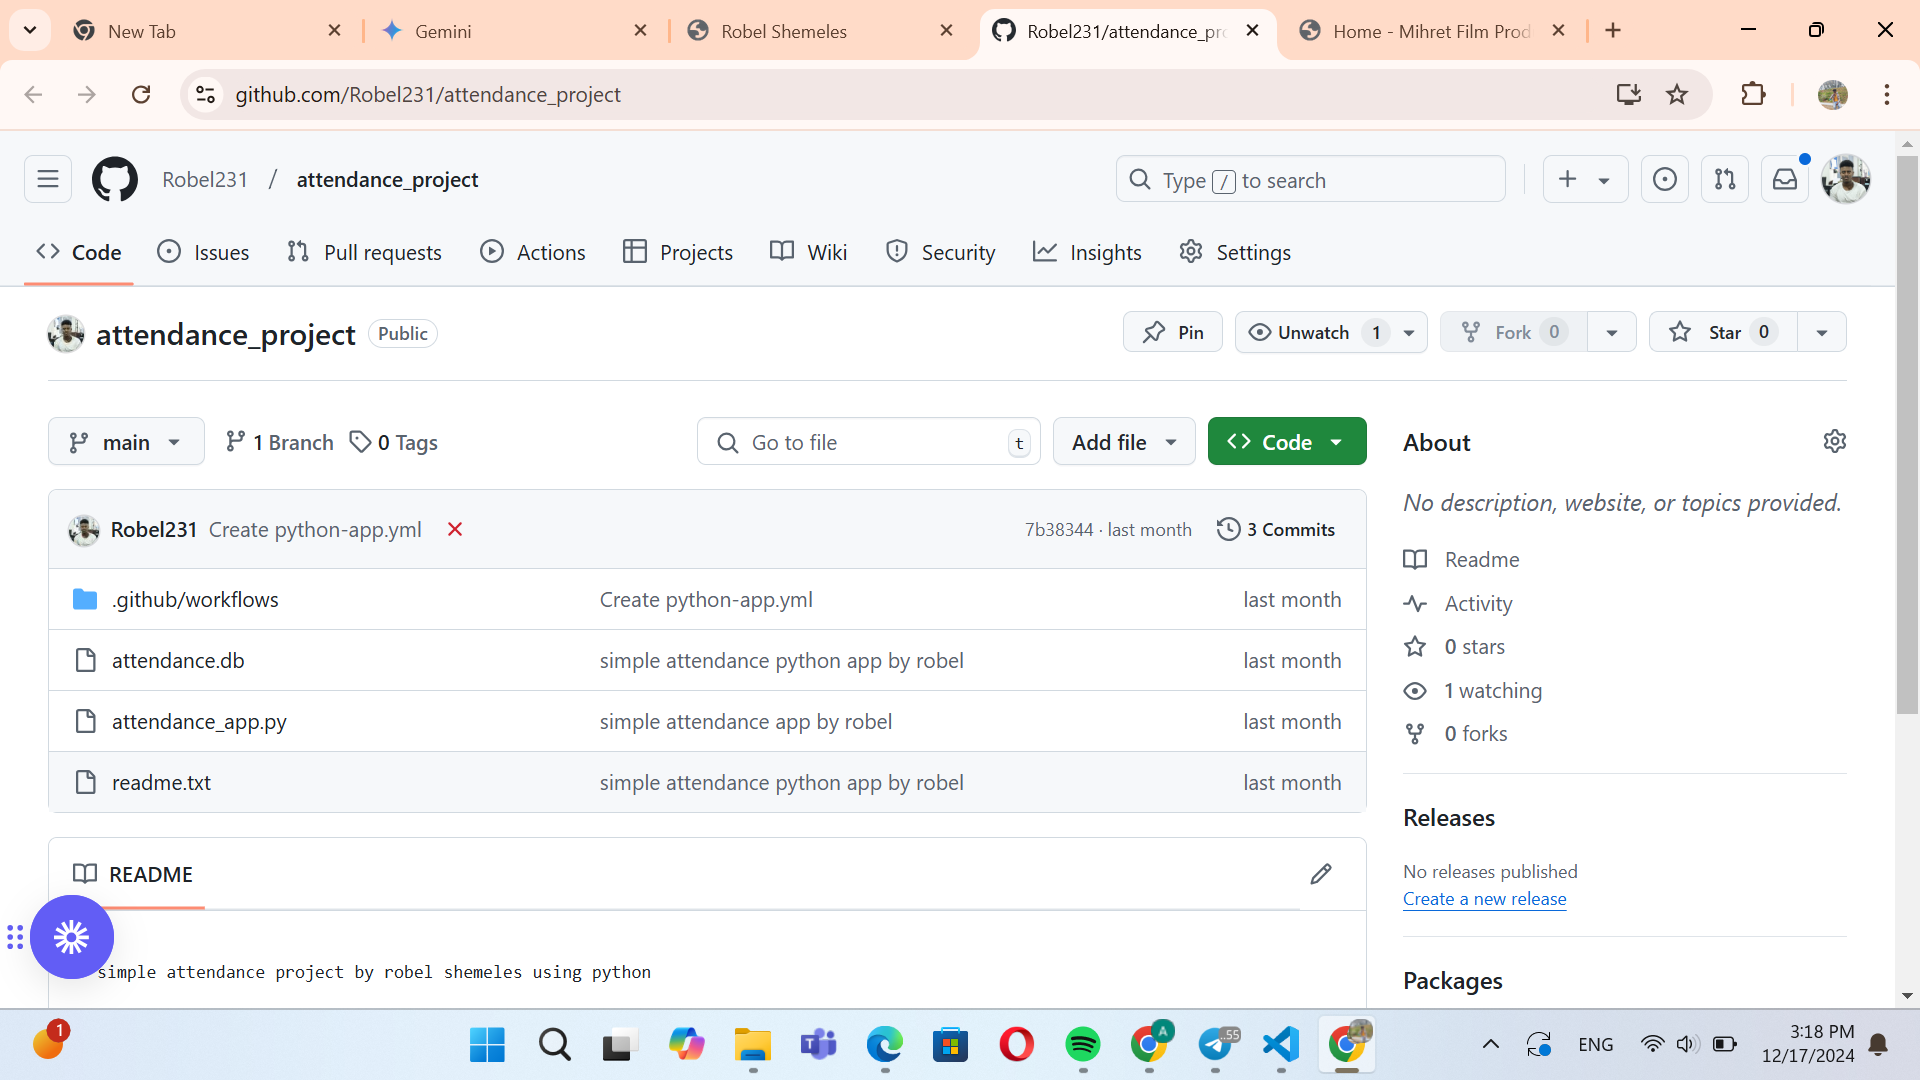 New Tab
Gemini
Robel Shemeles
Robel231/attendance_pro
Home - Mihret Film Prod
github.com/Robel231/attendance_project
Robel231 / attendance_project
Type / to search
Code
Issues
Pull requests
Actions
Projects
Wiki
Security
Insights
Settings
attendance_project Public
Pin
Unwatch 1
Fork 0
Star 0
main
1 Branch
0 Tags
Go to file t
Add file
Code
Robel231 Create python-app.yml
7b38344 · last month
3 Commits
.github/workflows Create python-app.yml last month
attendance.db simple attendance python app by robel last month
attendance_app.py simple attendance app by robel last month
readme.txt simple attendance python app by robel last month
README
simple attendance project by robel shemeles using python
About
No description, website, or topics provided.
Readme
Activity
0 stars
1 watching
0 forks
Releases
No releases published
Create a new release
Packages
1
A
..55
ENG
3:18 PM
12/17/2024